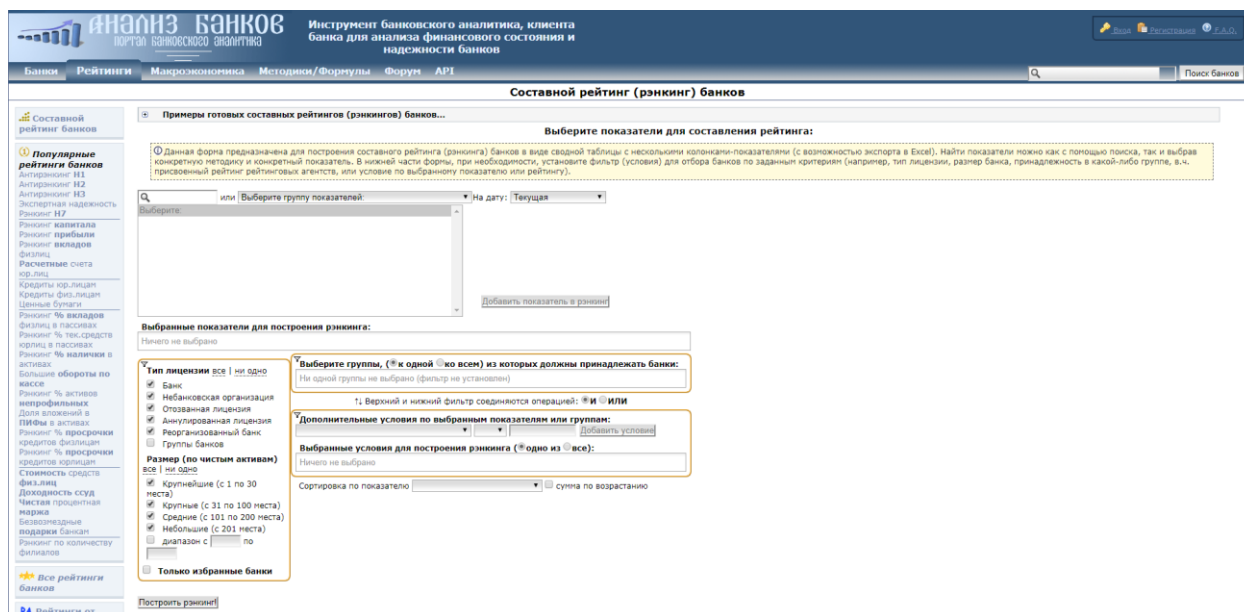 АНАЛИЗ БАНКОВ
ПОРТАЛ БАНКОВСКОГО АНАЛИТИКА
Инструмент банковского аналитика, клиента
банка для анализа финансового состояния и
надежности банков
Вход Регистрация F.A.Q.
Банки Рейтинги Макроэкономика Методики/Формулы Форум API
Поиск банков
Составной рейтинг (рэнкинг) банков
Составной
рейтинг банков
Популярные
рейтинги банков
Антирэнкинг Н1
Антирэнкинг Н2
Антирэнкинг Н3
Экспертная надежность
Рэнкинг Н7
Рэнкинг капитала
Рэнкинг прибыли
Рэнкинг вкладов
физлиц
Расчетные счета
юр.лиц
Кредиты юр.лицам
Кредиты физ.лицам
Ценные бумаги
Рэнкинг % вкладов
физлиц в пассивах
Рэнкинг % тек.средств
юрлиц в пассивах
Рэнкинг % налички в
активах
Большие обороты по
кассе
Рэнкинг % активов
непрофильных
Доля вложений в
ПИФы в активах
Рэнкинг % просрочки
кредитов физлицам
Рэнкинг % просрочки
кредитов юрлицам
Стоимость средств
физ.лиц
Доходность ссуд
Чистая процентная
маржа
Безвозмездные
подарки банкам
Рэнкинг по количеству
филиалов
Все рейтинги
банков
Рейтинги от
Примеры готовых составных рейтингов (рэнкингов) банков...
Выберите показатели для составления рейтинга:
Данная форма предназначена для построения составного рейтинга (рэнкинга) банков в виде сводной таблицы с несколькими колонками-показателями (с возможностью экспорта в Excel). Найти показатели можно как с помощью поиска, так и выбрав
конкретную методику и конкретный показатель. В нижней части формы, при необходимости, установите фильтр (условия) для отбора банков по заданным критериям (например, тип лицензии, размер банка, принадлежность в какой-либо группе, в.ч.
присвоенный рейтинг рейтинговых агентств, или условие по выбранному показателю или рейтингу).
или Выберите группу показателей: На дату: Текущая
Выберите:
Добавить показатель в рэнкинг!
Выбранные показатели для построения рэнкинга:
Ничего не выбрано
Тип лицензии все | ни одно
Банк
Небанковская организация
Отозванная лицензия
Аннулированная лицензия
Реорганизованный банк
Группы банков
Размер (по чистым активам)
все | ни одно
Крупнейшие (с 1 по 30
места)
Крупные (с 31 по 100 места)
Средние (с 101 по 200 места)
Небольшие (с 201 места)
диапазон с по
Только избранные банки
Выберите группы, (к одной ко всем) из которых должны принадлежать банки:
Ни одной группы не выбрано (фильтр не установлен)
↑↓ Верхний и нижний фильтр соединяются операцией: И ИЛИ
Дополнительные условия по выбранным показателям или группам:
Добавить условие!
Выбранные условия для построения рэнкинга (одно из все):
Ничего не выбрано
Сортировка по показателю сумма по возрастанию
Построить рэнкинг!